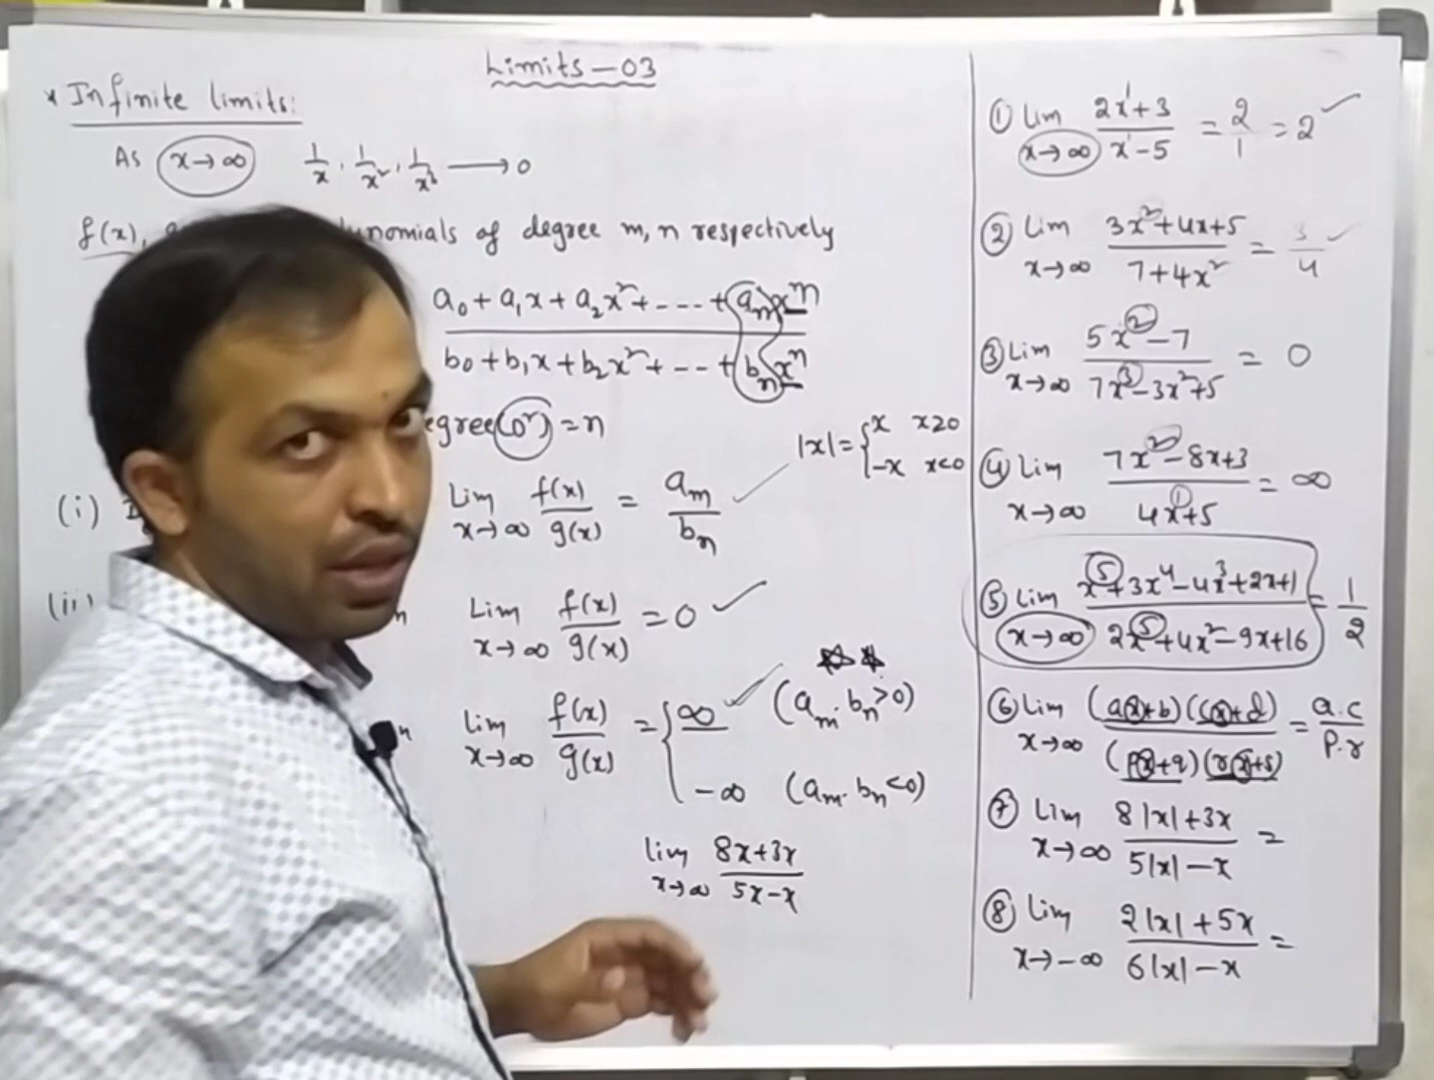 Limits-03
* Infinite limits:
As x→∞ 1/x, 1/x², 1/x³ ⟶ 0
f(x), of degree m, n respectively
a₀+a₁x+a₂x²+----+aₘxᵐ
b₀+b₁x+b₂x²+---+bₙxⁿ
(Dʳ) = n
|x| = { x x≥0
-x x<0
(i) Lim x→∞ f(x)/g(x) = aₘ/bₙ ✓
(ii) Lim x→∞ f(x)/g(x) = 0 ✓
Lim x→∞ f(x)/g(x) = { ∞ ✓ (aₘ.bₙ>0)
-∞ (aₘ.bₙ<0)
lim x→∞ (8x+3x)/(5x-x)
① Lim x→∞ (2x¹+3)/(x¹-5) = 2/1 = 2 ✓
② Lim x→∞ (3x²+4x+5)/(7+4x²) = 3/4 ✓
③ Lim x→∞ (5x²-7)/(7x³-3x²+5) = 0
④ Lim x→∞ (7x²-8x+3)/(4x¹+5) = ∞
⑤ Lim x→∞ (x⁵+3x⁴-4x³+2x+1)/(2x⁵+4x²-9x+16) = 1/2
⑥ Lim x→∞ (ax+b)(cx+d)/(px+q)(rx+s) = a.c/p.r
⑦ Lim x→∞ (8|x|+3x)/(5|x|-x) =
⑧ Lim x→-∞ (2|x|+5x)/(6|x|-x) =